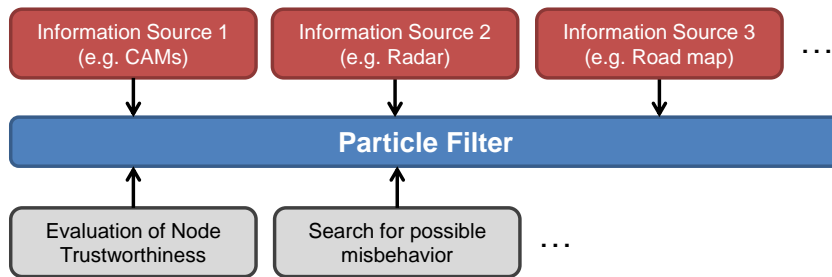 Information Source 1
(e.g. CAMs)
Information Source 2
(e.g. Radar)
Information Source 3
(e.g. Road map)
...
Particle Filter
Evaluation of Node
Trustworthiness
Search for possible
misbehavior
...